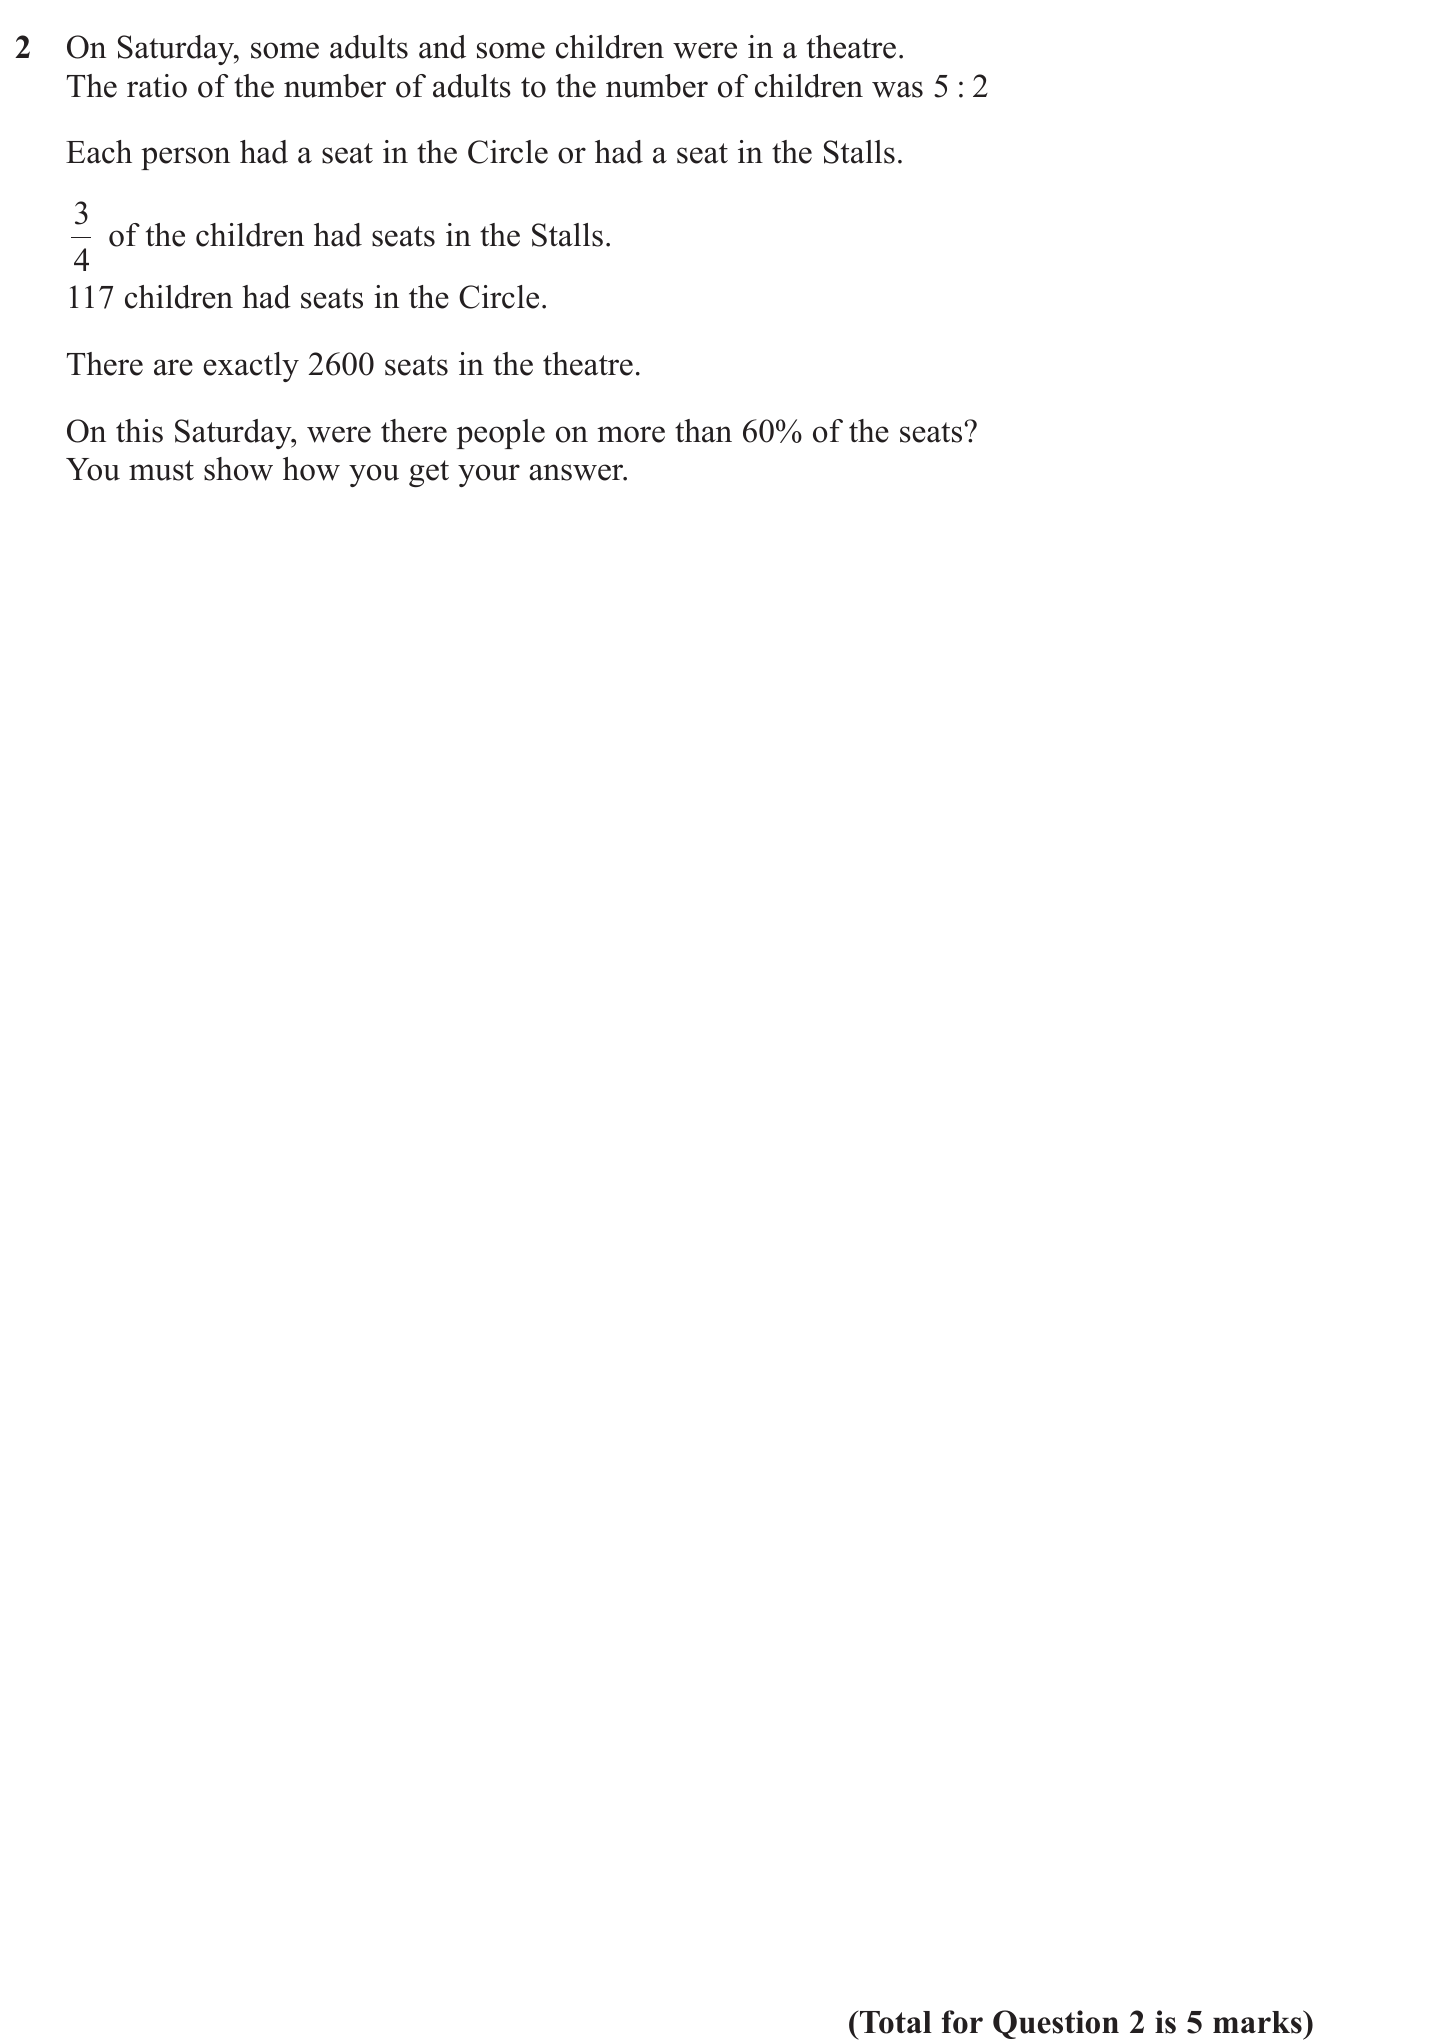 2 On Saturday, some adults and some children were in a theatre.
The ratio of the number of adults to the number of children was 5 : 2
Each person had a seat in the Circle or had a seat in the Stalls.
3/4 of the children had seats in the Stalls.
117 children had seats in the Circle.
There are exactly 2600 seats in the theatre.
On this Saturday, were there people on more than 60% of the seats?
You must show how you get your answer.
(Total for Question 2 is 5 marks)